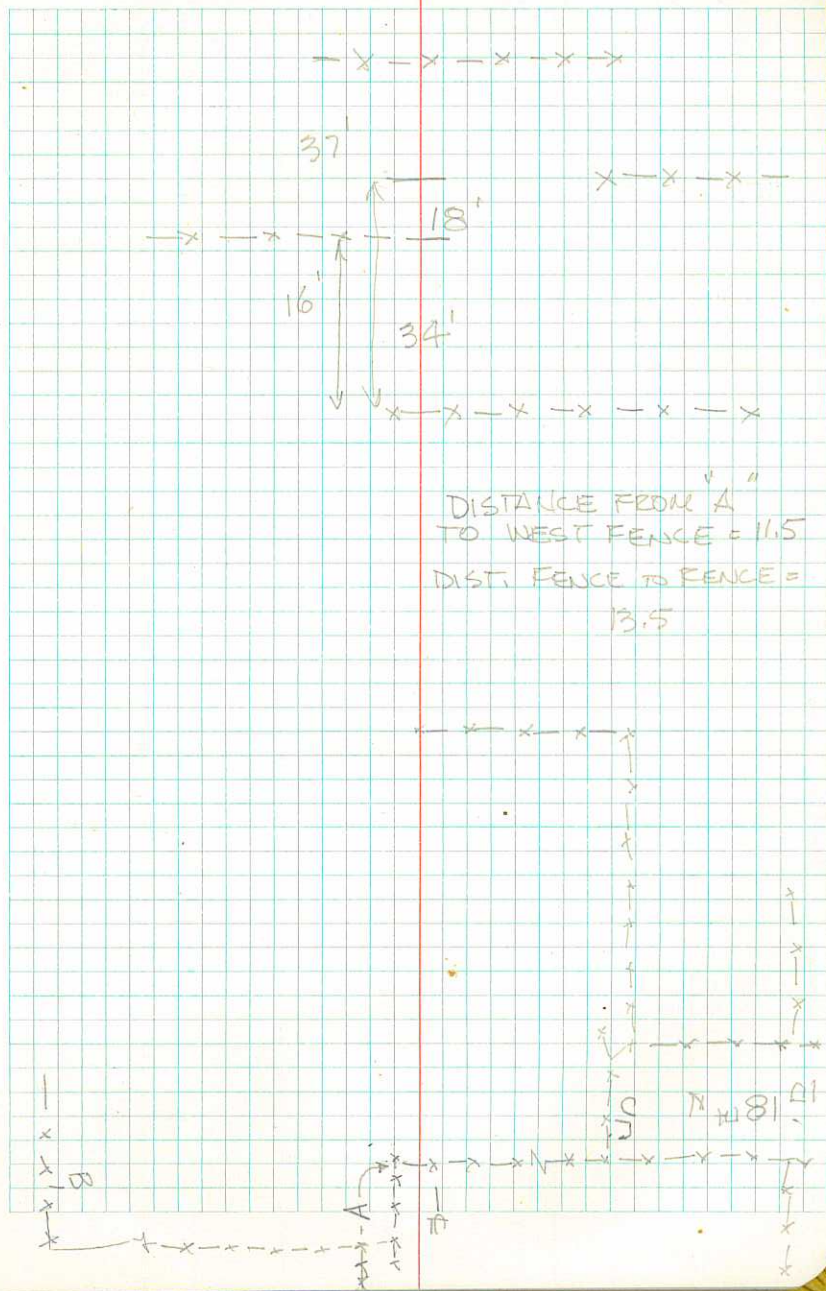 37'
18'
16'
34'
DISTANCE FROM "A"
TO WEST FENCE = 11.5
DIST. FENCE TO FENCE =
13.5
18
A
B